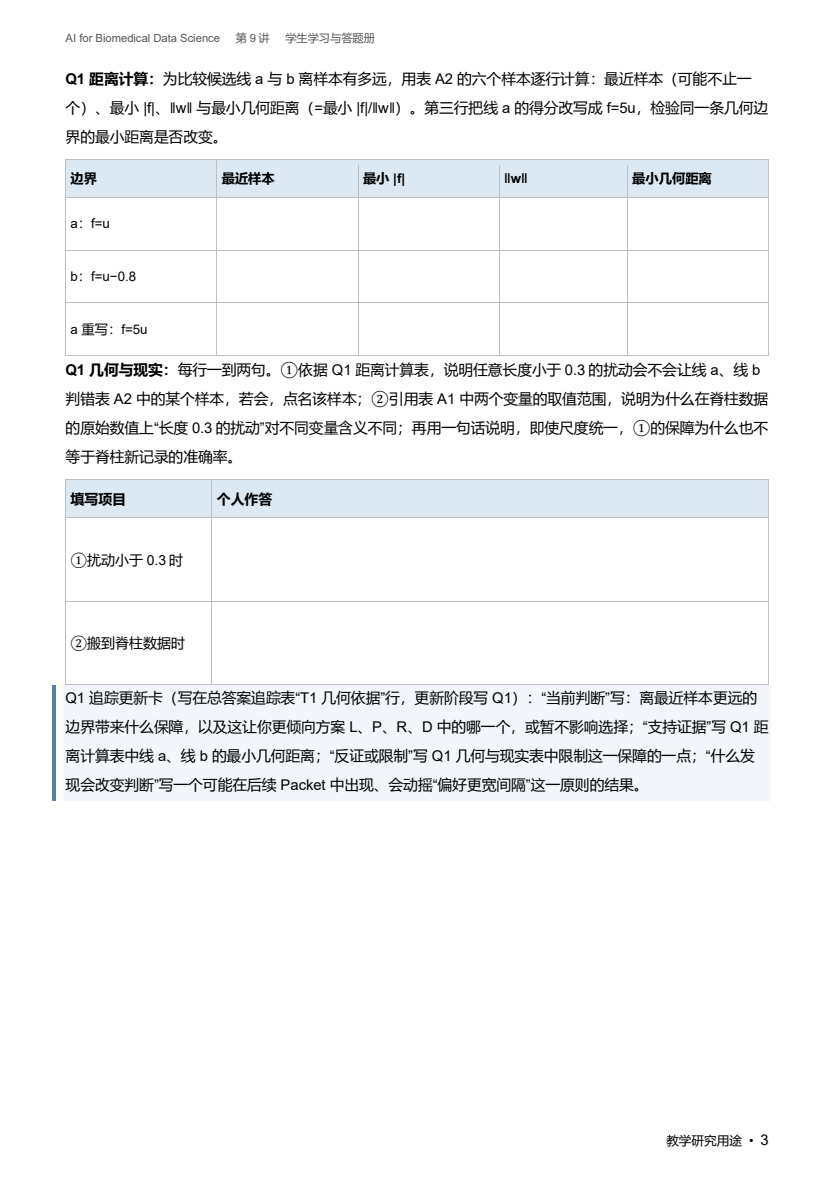 AI for Biomedical Data Science 第 9 讲 学生学习与答题册
Q1 距离计算：为比较候选线 a 与 b 离样本有多远，用表 A2 的六个样本逐行计算：最近样本（可能不止一
个）、最小 |f|、‖w‖ 与最小几何距离（=最小 |f|/‖w‖）。第三行把线 a 的得分改写成 f=5u，检验同一条几何边
界的最小距离是否改变。
边界 最近样本 最小 |f| ‖w‖ 最小几何距离
a：f=u
b：f=u−0.8
a 重写：f=5u
Q1 几何与现实：每行一到两句。①依据 Q1 距离计算表，说明任意长度小于 0.3 的扰动会不会让线 a、线 b
判错表 A2 中的某个样本，若会，点名该样本；②引用表 A1 中两个变量的取值范围，说明为什么在脊柱数据
的原始数值上“长度 0.3 的扰动”对不同变量含义不同；再用一句话说明，即使尺度统一，①的保障为什么也不
等于脊柱新记录的准确率。
填写项目 个人作答
①扰动小于 0.3 时
②搬到脊柱数据时
Q1 追踪更新卡（写在总答案追踪表“T1 几何依据”行，更新阶段写 Q1）：“当前判断”写：离最近样本更远的
边界带来什么保障，以及这让你更倾向方案 L、P、R、D 中的哪一个，或暂不影响选择；“支持证据”写 Q1 距
离计算表中线 a、线 b 的最小几何距离；“反证或限制”写 Q1 几何与现实表中限制这一保障的一点；“什么发
现会改变判断”写一个可能在后续 Packet 中出现、会动摇“偏好更宽间隔”这一原则的结果。
教学研究用途 • 3